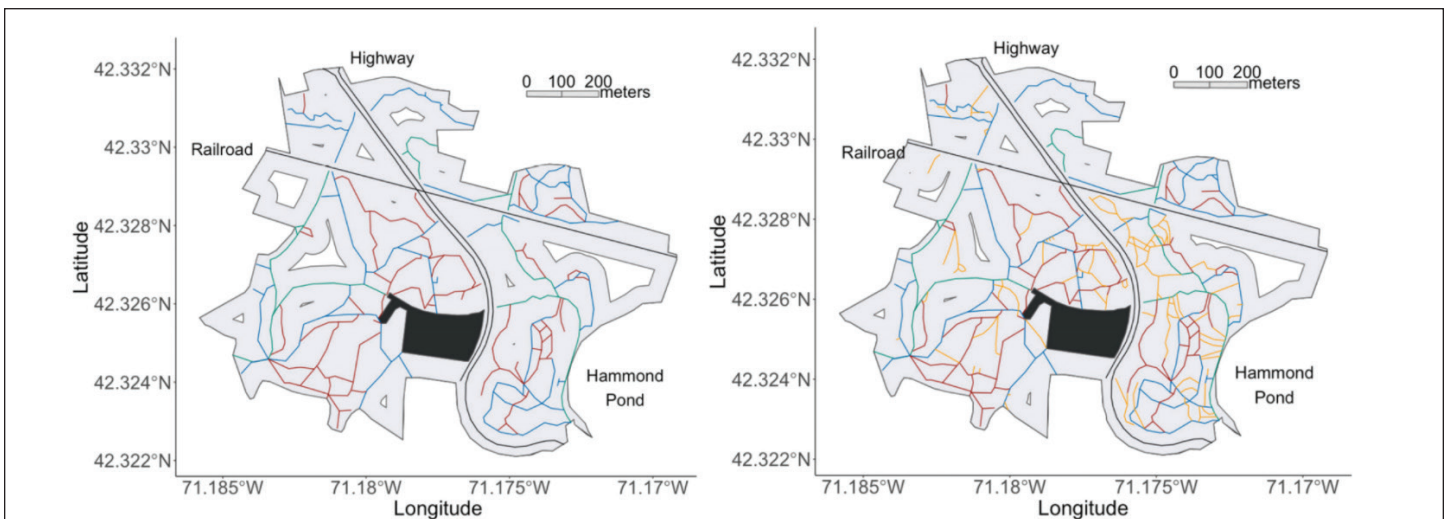 Highway
42.332°N
0 100 200
meters
42.33°N
Railroad
42.328°N
Latitude
42.326°N
42.324°N
Hammond
Pond
42.322°N
71.185°W
71.18°W
71.175°W
71.17°W
Longitude
Highway
42.332°N
0 100 200
meters
42.33°N
Railroad
42.328°N
Latitude
42.326°N
42.324°N
Hammond
Pond
42.322°N
71.185°W
71.18°W
71.175°W
71.17°W
Longitude